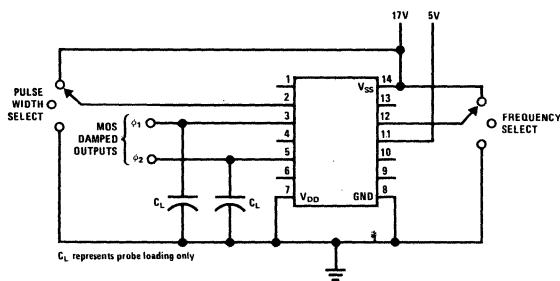 17V 5V
PULSE
WIDTH
SELECT
MOS
DAMPED
OUTPUTS
ϕ1
ϕ2
1
2
3
4
5
6
7
VSS 14
13
12
11
10
9
8
VDD GND
FREQUENCY
SELECT
CL CL
CL represents probe loading only